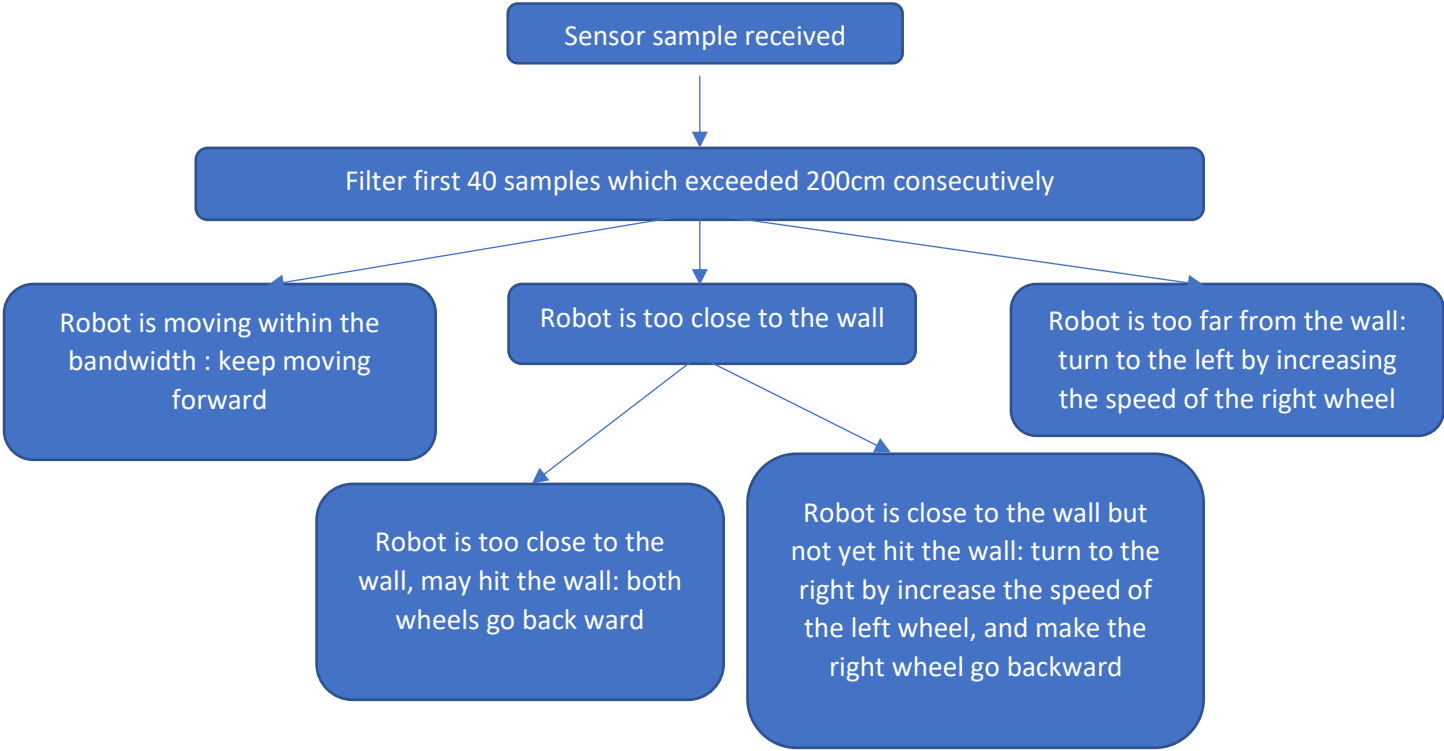 Sensor sample received
Filter first 40 samples which exceeded 200cm consecutively
Robot is moving within the
bandwidth : keep moving
forward
Robot is too close to the wall
Robot is too far from the wall:
turn to the left by increasing
the speed of the right wheel
Robot is too close to the
wall, may hit the wall: both
wheels go back ward
Robot is close to the wall but
not yet hit the wall: turn to the
right by increase the speed of
the left wheel, and make the
right wheel go backward